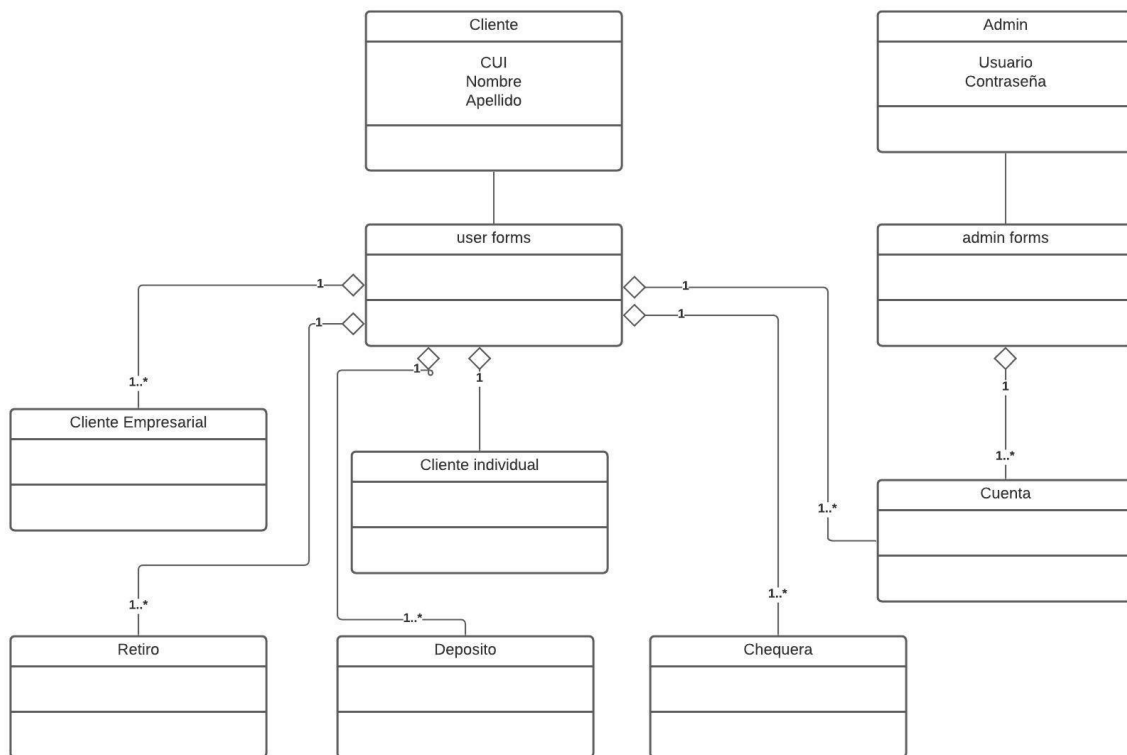 Cliente
Admin
CUI
Nombre
Apellido
Usuario
Contraseña
user forms
admin forms
1
1
1
1
1
1
1
1
1..*
Cliente Empresarial
Cliente individual
1..*
Cuenta
1..*
1..*
1..*
1..*
Retiro
Deposito
Chequera